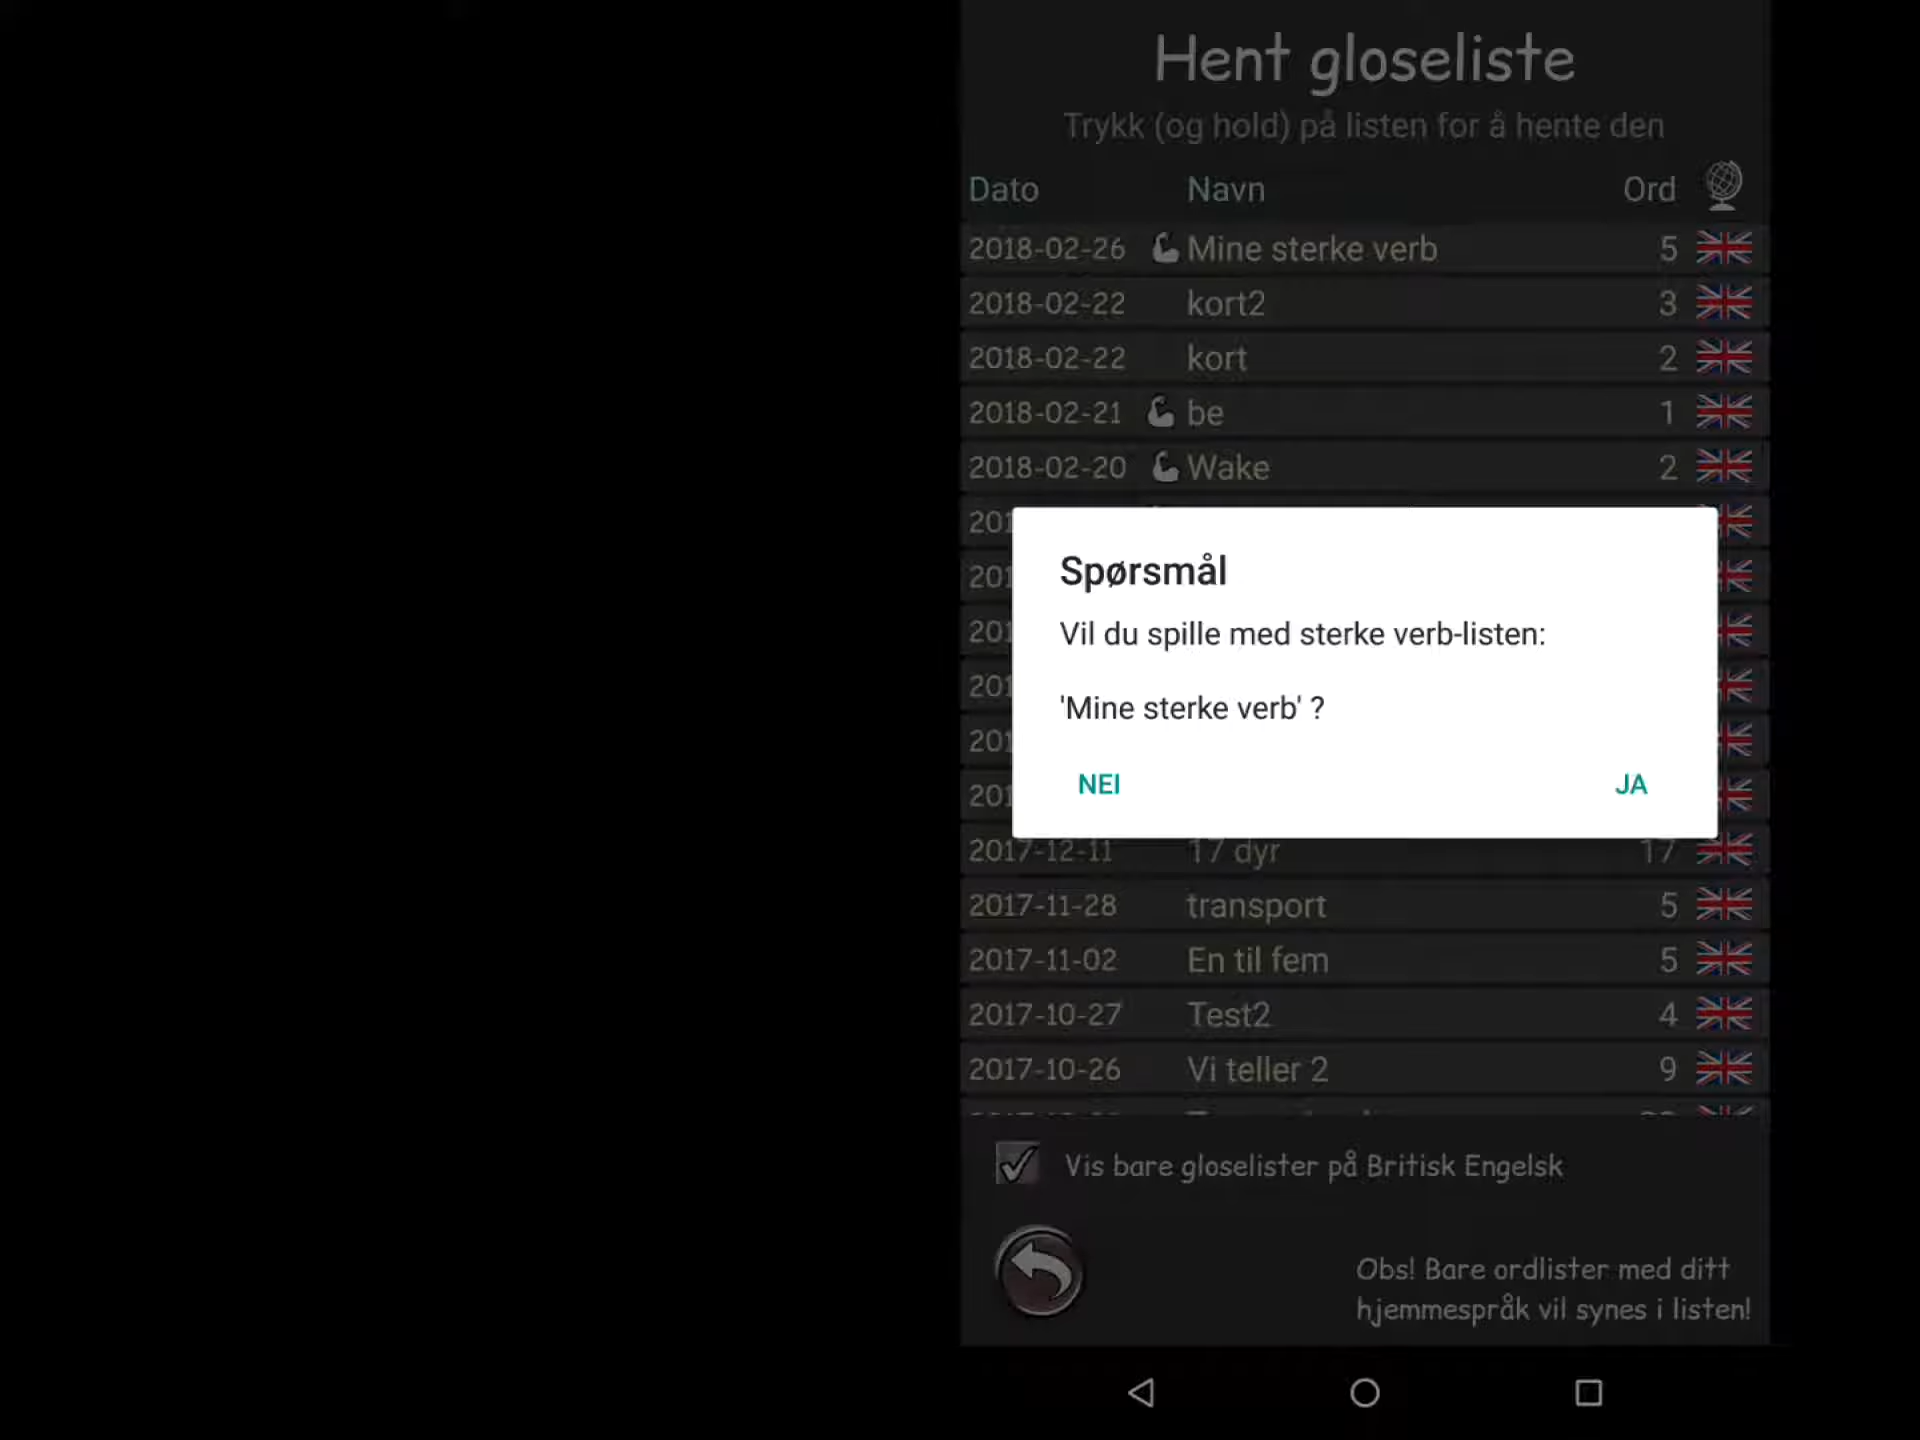 Hent gloseliste
Trykk (og hold) på listen for å hente den
Dato Navn Ord
2018-02-26 Mine sterke verb 5
2018-02-22 kort2 3
2018-02-22 kort 2
2018-02-21 be 1
2018-02-20 Wake 2
Spørsmål
Vil du spille med sterke verb-listen:
'Mine sterke verb' ?
NEI JA
2017-12-11 17 dyr 17
2017-11-28 transport 5
2017-11-02 En til fem 5
2017-10-27 Test2 4
2017-10-26 Vi teller 2 9
Vis bare gloselister på Britisk Engelsk
Obs! Bare ordlister med ditt
hjemmespråk vil synes i listen!